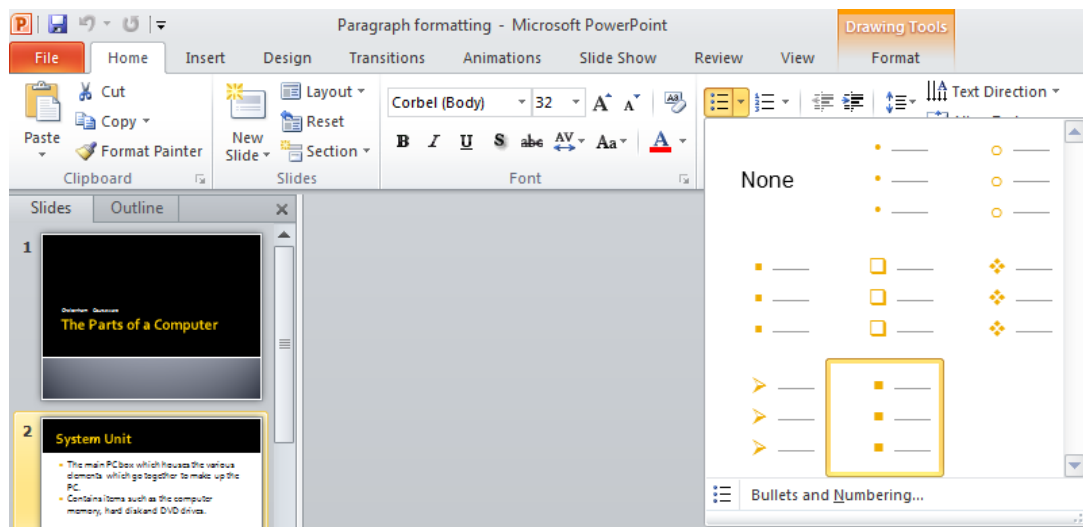 Paragraph formatting - Microsoft PowerPoint
Drawing Tools
File Home Insert Design Transitions Animations Slide Show Review View Format
Paste
Cut
Copy
Format Painter
Clipboard
New
Slide
Layout
Reset
Section
Slides
Corbel (Body) 32
B I U S abc AV Aa A
Font
Text Direction
None
Bullets and Numbering...
Slides Outline
1
The Parts of a Computer
2
System Unit
The main PC box which houses the various
elements which go together to make up the
PC.
Contains items such as the computer
memory, hard disk and DVD drives.